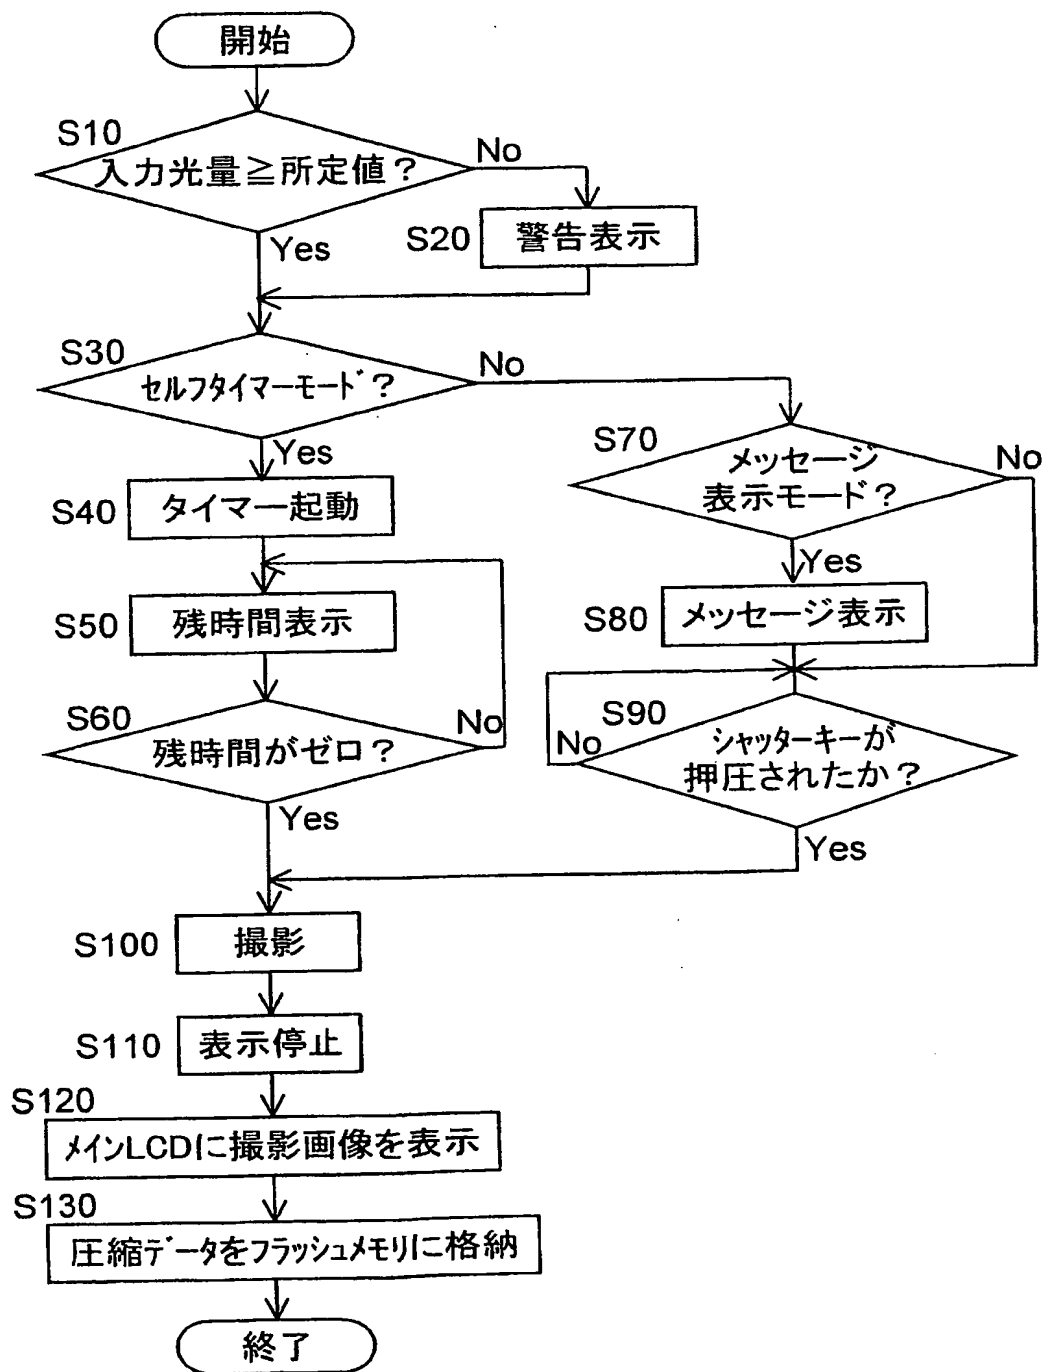 開始
S10
入力光量≧所定値？
No
Yes
S20
警告表示
S30
セルフタイマーモード？
No
Yes
S40
タイマー起動
S50
残時間表示
S60
残時間がゼロ？
No
Yes
S70
メッセージ
表示モード？
No
Yes
S80
メッセージ表示
S90
シャッターキーが
押圧されたか？
No
Yes
S100
撮影
S110
表示停止
S120
メインLCDに撮影画像を表示
S130
圧縮データをフラッシュメモリに格納
終了